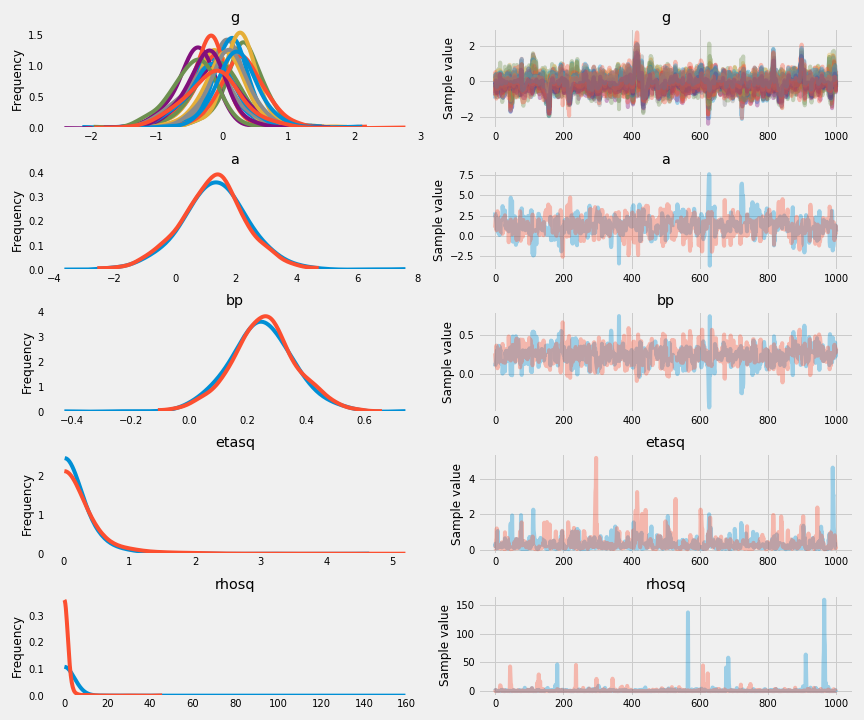 g
Frequency
1.5
1.0
0.5
0.0
−2 −1 0 1 2 3
g
Sample value
2
0
−2
0 200 400 600 800 1000
a
Frequency
0.4
0.3
0.2
0.1
0.0
−4 −2 0 2 4 6 8
a
Sample value
7.5
5.0
2.5
0.0
−2.5
0 200 400 600 800 1000
bp
Frequency
4
3
2
1
0
−0.4 −0.2 0.0 0.2 0.4 0.6
bp
Sample value
0.5
0.0
0 200 400 600 800 1000
etasq
Frequency
2
1
0
0 1 2 3 4 5
etasq
Sample value
4
2
0
0 200 400 600 800 1000
rhosq
Frequency
0.3
0.2
0.1
0.0
0 20 40 60 80 100 120 140 160
rhosq
Sample value
150
100
50
0
0 200 400 600 800 1000